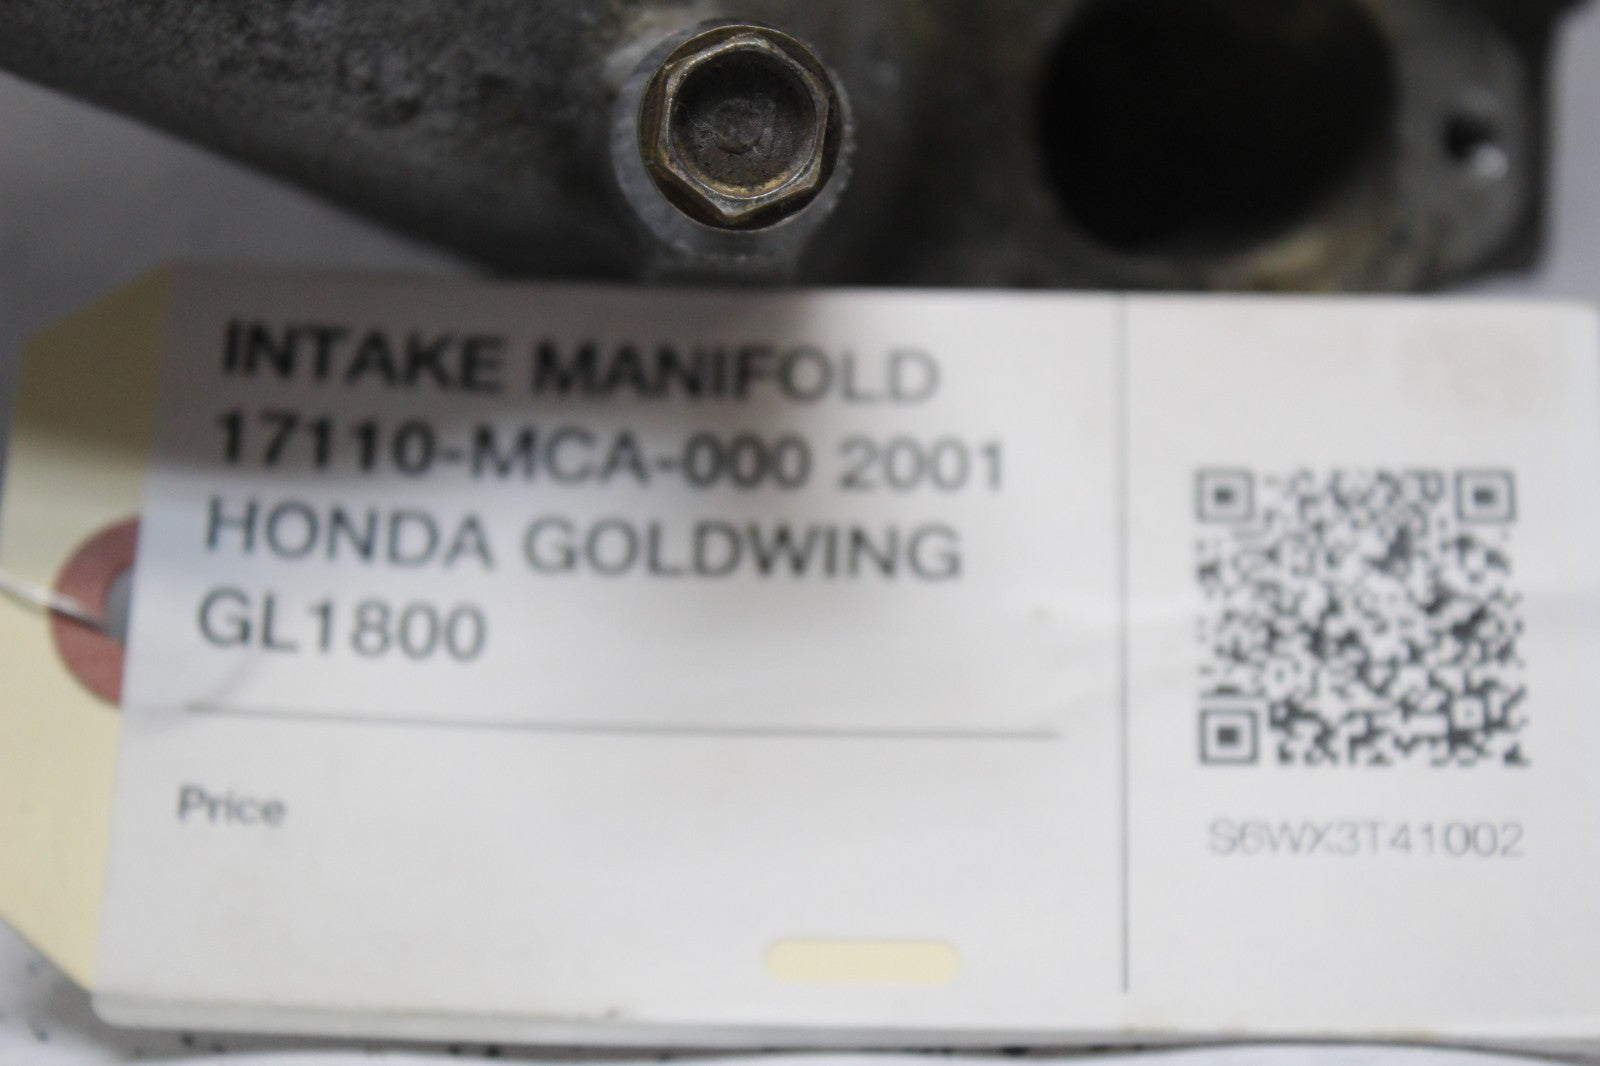 INTAKE MANIFOLD
17110-MCA-000 2001
HONDA GOLDWING
GL1800
Price
S6WX3T41002